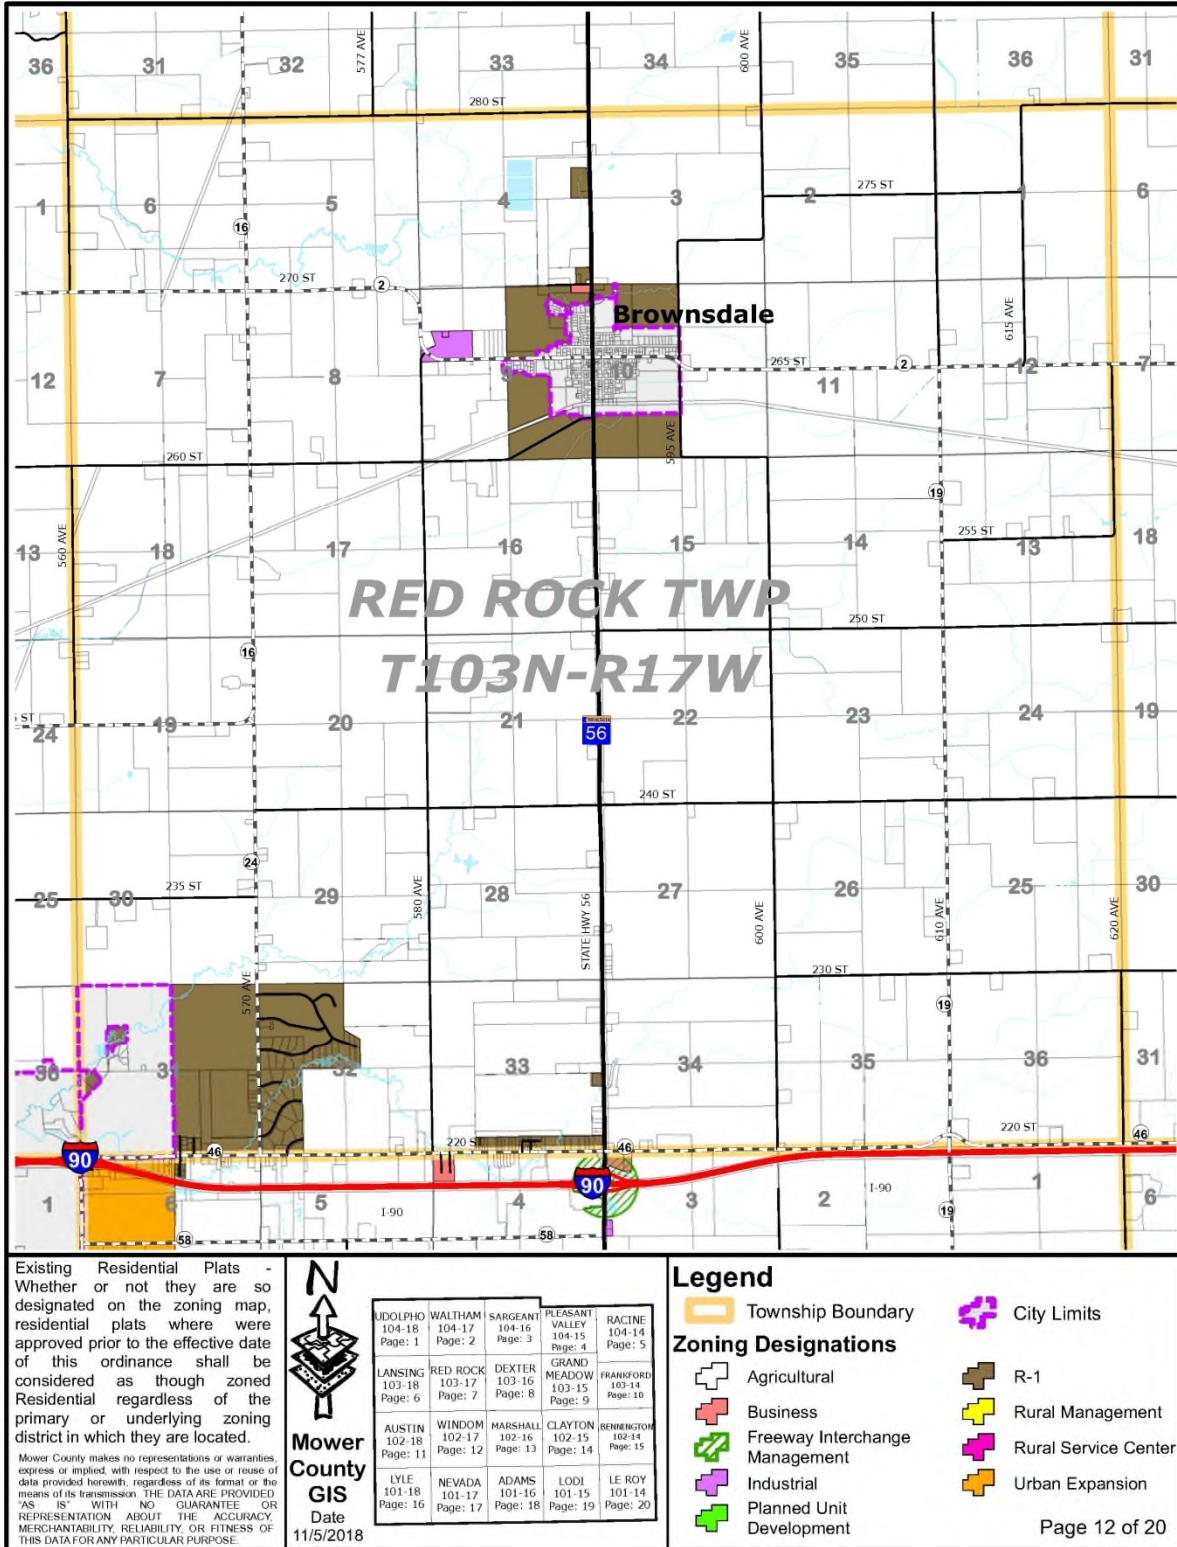 577 AVE
600 AVE
36
31
32
33
34
35
36
31
280 ST
275 ST
1
6
5
4
3
2
1
6
16
270 ST
2
Brownsdale
615 AVE
265 ST
2
12
7
8
9
10
11
12
7
595 AVE
260 ST
19
560 AVE
255 ST
13
18
17
16
15
14
13
18
RED ROCK TWP
250 ST
16
T103N-R17W
24
19
20
21
22
23
24
19
56
240 ST
24
235 ST
25
30
29
28
27
26
25
30
580 AVE
STATE HWY 56
600 AVE
610 AVE
620 AVE
230 ST
570 AVE
19
36
31
32
33
34
35
36
31
220 ST
46
46
220 ST
46
90
90
1
6
5
4
3
2
1
6
I-90
I-90
19
58
58
Existing Residential Plats -
Whether or not they are so
designated on the zoning map,
residential plats where were
approved prior to the effective date
of this ordinance shall be
considered as though zoned
Residential regardless of the
primary or underlying zoning
district in which they are located.
Mower County makes no representations or warranties,
express or implied, with respect to the use or reuse of
data provided herewith, regardless of its format or the
means of its transmission. THE DATA ARE PROVIDED
"AS IS" WITH NO GUARANTEE OR
REPRESENTATION ABOUT THE ACCURACY,
MERCHANTABILITY, RELIABILITY, OR FITNESS OF
THIS DATA FOR ANY PARTICULAR PURPOSE.
N
Mower
County
GIS
Date
11/5/2018
UDOLPHO 104-18 Page: 1
WALTHAM 104-17 Page: 2
SARGEANT 104-16 Page: 3
PLEASANT VALLEY 104-15 Page: 4
RACINE 104-14 Page: 5
LANSING 103-18 Page: 6
RED ROCK 103-17 Page: 7
DEXTER 103-16 Page: 8
GRAND MEADOW 103-15 Page: 9
FRANKFORD 103-14 Page: 10
AUSTIN 102-18 Page: 11
WINDOM 102-17 Page: 12
MARSHALL 102-16 Page: 13
CLAYTON 102-15 Page: 14
BENNINGTON 102-14 Page: 15
LYLE 101-18 Page: 16
NEVADA 101-17 Page: 17
ADAMS 101-16 Page: 18
LODI 101-15 Page: 19
LE ROY 101-14 Page: 20
Legend
Township Boundary
City Limits
Zoning Designations
Agricultural
Business
Freeway Interchange
Management
Industrial
Planned Unit
Development
R-1
Rural Management
Rural Service Center
Urban Expansion
Page 12 of 20